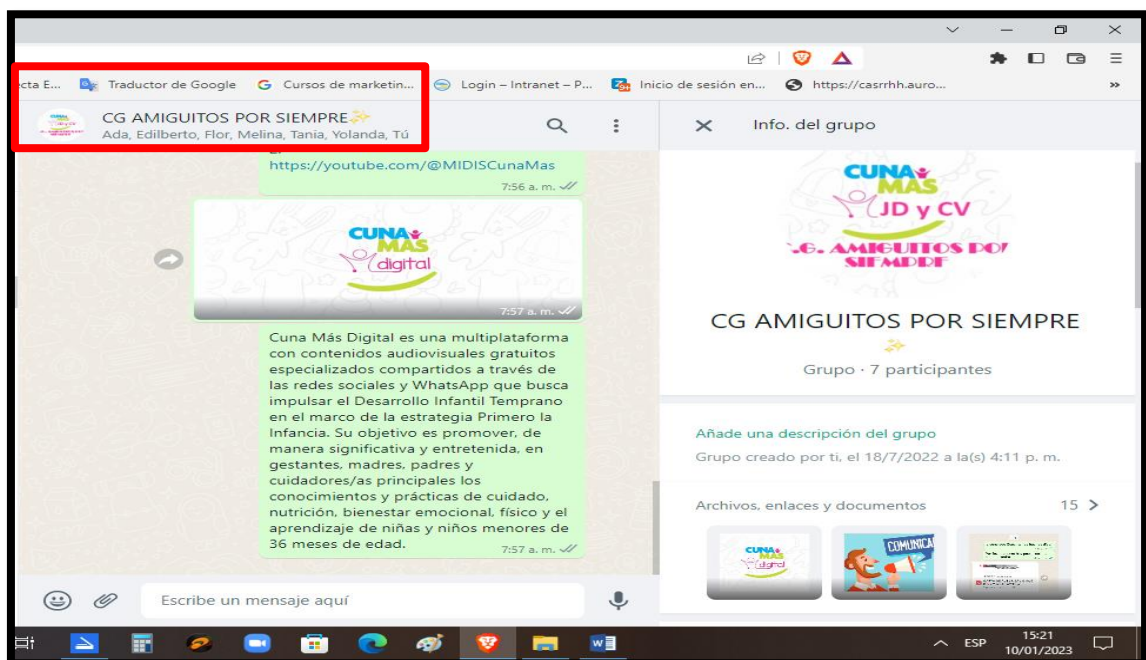 ecta E...
Traductor de Google
Cursos de marketin...
Login – Intranet – P...
Inicio de sesión en...
https://casrrhh.auro...
»
CG AMIGUITOS POR SIEMPRE✨
Ada, Edilberto, Flor, Melina, Tania, Yolanda, Tú
https://youtube.com/@MIDISCunaMas
7:56 a. m.
CUNA
MAS
digital
7:57 a. m.
Cuna Más Digital es una multiplataforma
con contenidos audiovisuales gratuitos
especializados compartidos a través de
las redes sociales y WhatsApp que busca
impulsar el Desarrollo Infantil Temprano
en el marco de la estrategia Primero la
Infancia. Su objetivo es promover, de
manera significativa y entretenida, en
gestantes, madres, padres y
cuidadores/as principales los
conocimientos y prácticas de cuidado,
nutrición, bienestar emocional, físico y el
aprendizaje de niñas y niños menores de
36 meses de edad.
7:57 a. m.
Escribe un mensaje aquí
Info. del grupo
CUNA
MAS
JD y CV
.G. AMIGUITOS PO
SIEMPRE
CG AMIGUITOS POR SIEMPRE
✨
Grupo · 7 participantes
Añade una descripción del grupo
Grupo creado por ti, el 18/7/2022 a la(s) 4:11 p. m.
Archivos, enlaces y documentos
15 >
CUNA
MAS
digital
COMUNICA
ESP
15:21
10/01/2023